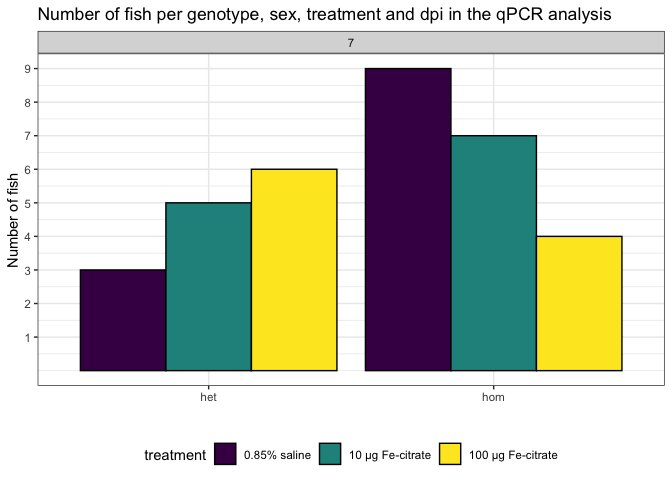 Number of fish per genotype, sex, treatment and dpi in the qPCR analysis
7
Number of fish
9
8
7
6
5
4
3
2
1
het hom
treatment 0.85% saline 10 µg Fe-citrate 100 µg Fe-citrate